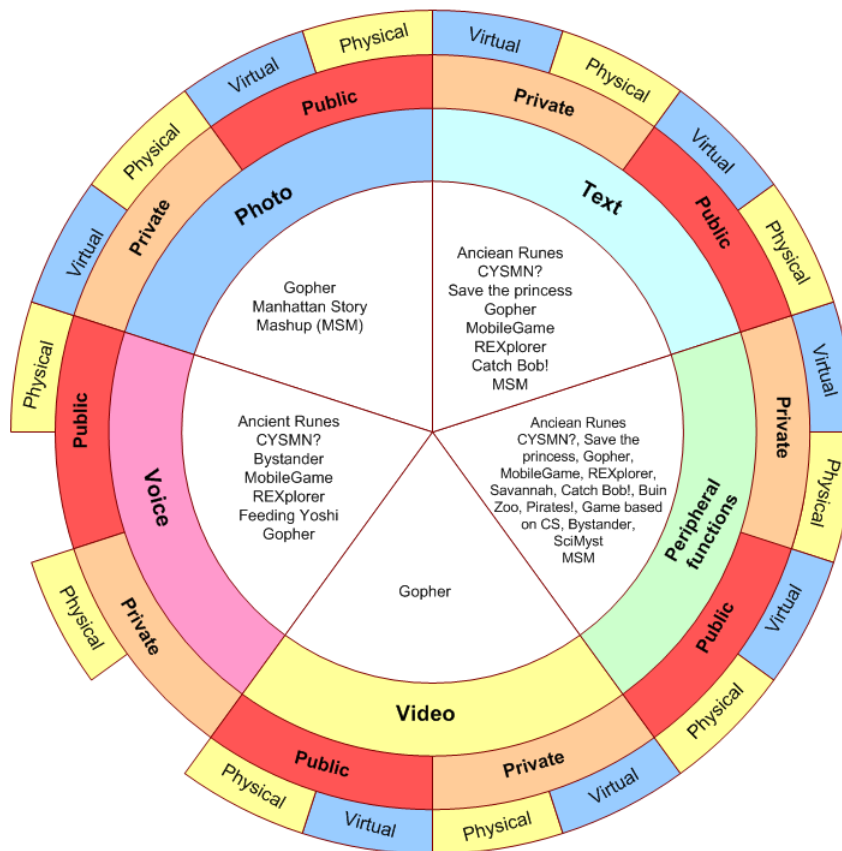 Physical
Virtual
Public
Physical
Virtual
Private
Photo
Gopher
Manhattan Story
Mashup (MSM)
Virtual
Physical
Private
Virtual
Physical
Public
Text
Anciean Runes
CYSMN?
Save the princess
Gopher
MobileGame
REXplorer
Catch Bob!
MSM
Virtual
Physical
Private
Virtual
Physical
Public
Peripheral
functions
Anciean Runes
CYSMN?, Save the
princess, Gopher,
MobileGame, REXplorer,
Savannah, Catch Bob!, Buin
Zoo, Pirates!, Game based
on CS, Bystander,
SciMyst
MSM
Physical
Virtual
Private
Virtual
Physical
Public
Video
Gopher
Physical
Public
Physical
Private
Voice
Ancient Runes
CYSMN?
Bystander
MobileGame
REXplorer
Feeding Yoshi
Gopher